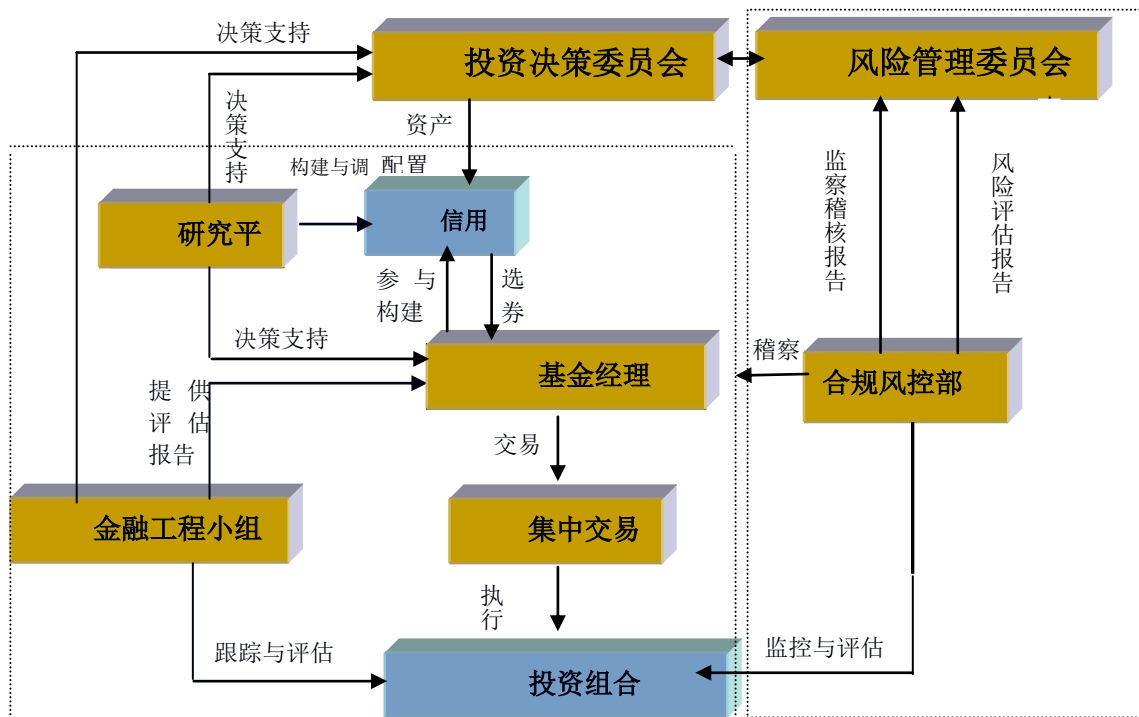 决策支持
投资决策委员会
风险管理委员会
决策支持
资产
配置
构建与调
监察稽核报告
风险评估报告
研究平
信用
参 与
构建
选
券
决策支持
基金经理
稽察
合规风控部
提 供
评 估
报告
交易
金融工程小组
集中交易
执
行
跟踪与评估
监控与评估
投资组合